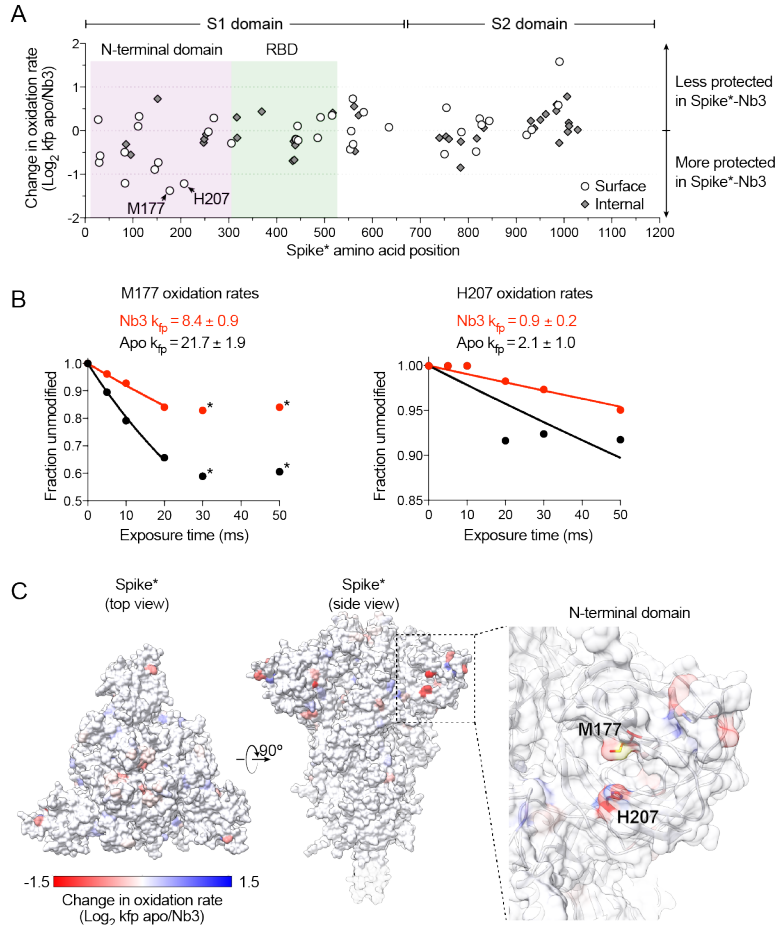 A
S1 domain
S2 domain
N-terminal domain
RBD
2
1
0
-1
-2
Change in oxidation rate
(Log2 kfp apo/Nb3)
M177
H207
Surface
Internal
Less protected
in Spike*-Nb3
More protected
in Spike*-Nb3
0 100 200 300 400 500 600 700 800 900 1000 1100 1200
Spike* amino acid position
B
M177 oxidation rates
Nb3 kfp = 8.4 ± 0.9
Apo kfp = 21.7 ± 1.9
1.0
0.9
0.8
0.7
0.6
0.5
Fraction unmodified
*
*
*
*
0 10 20 30 40 50
Exposure time (ms)
H207 oxidation rates
Nb3 kfp = 0.9 ± 0.2
Apo kfp = 2.1 ± 1.0
1.00
0.95
0.90
0.85
Fraction unmodified
0 10 20 30 40 50
Exposure time (ms)
C
Spike*
(top view)
Spike*
(side view)
N-terminal domain
90º
M177
H207
-1.5 1.5
Change in oxidation rate
(Log2 kfp apo/Nb3)